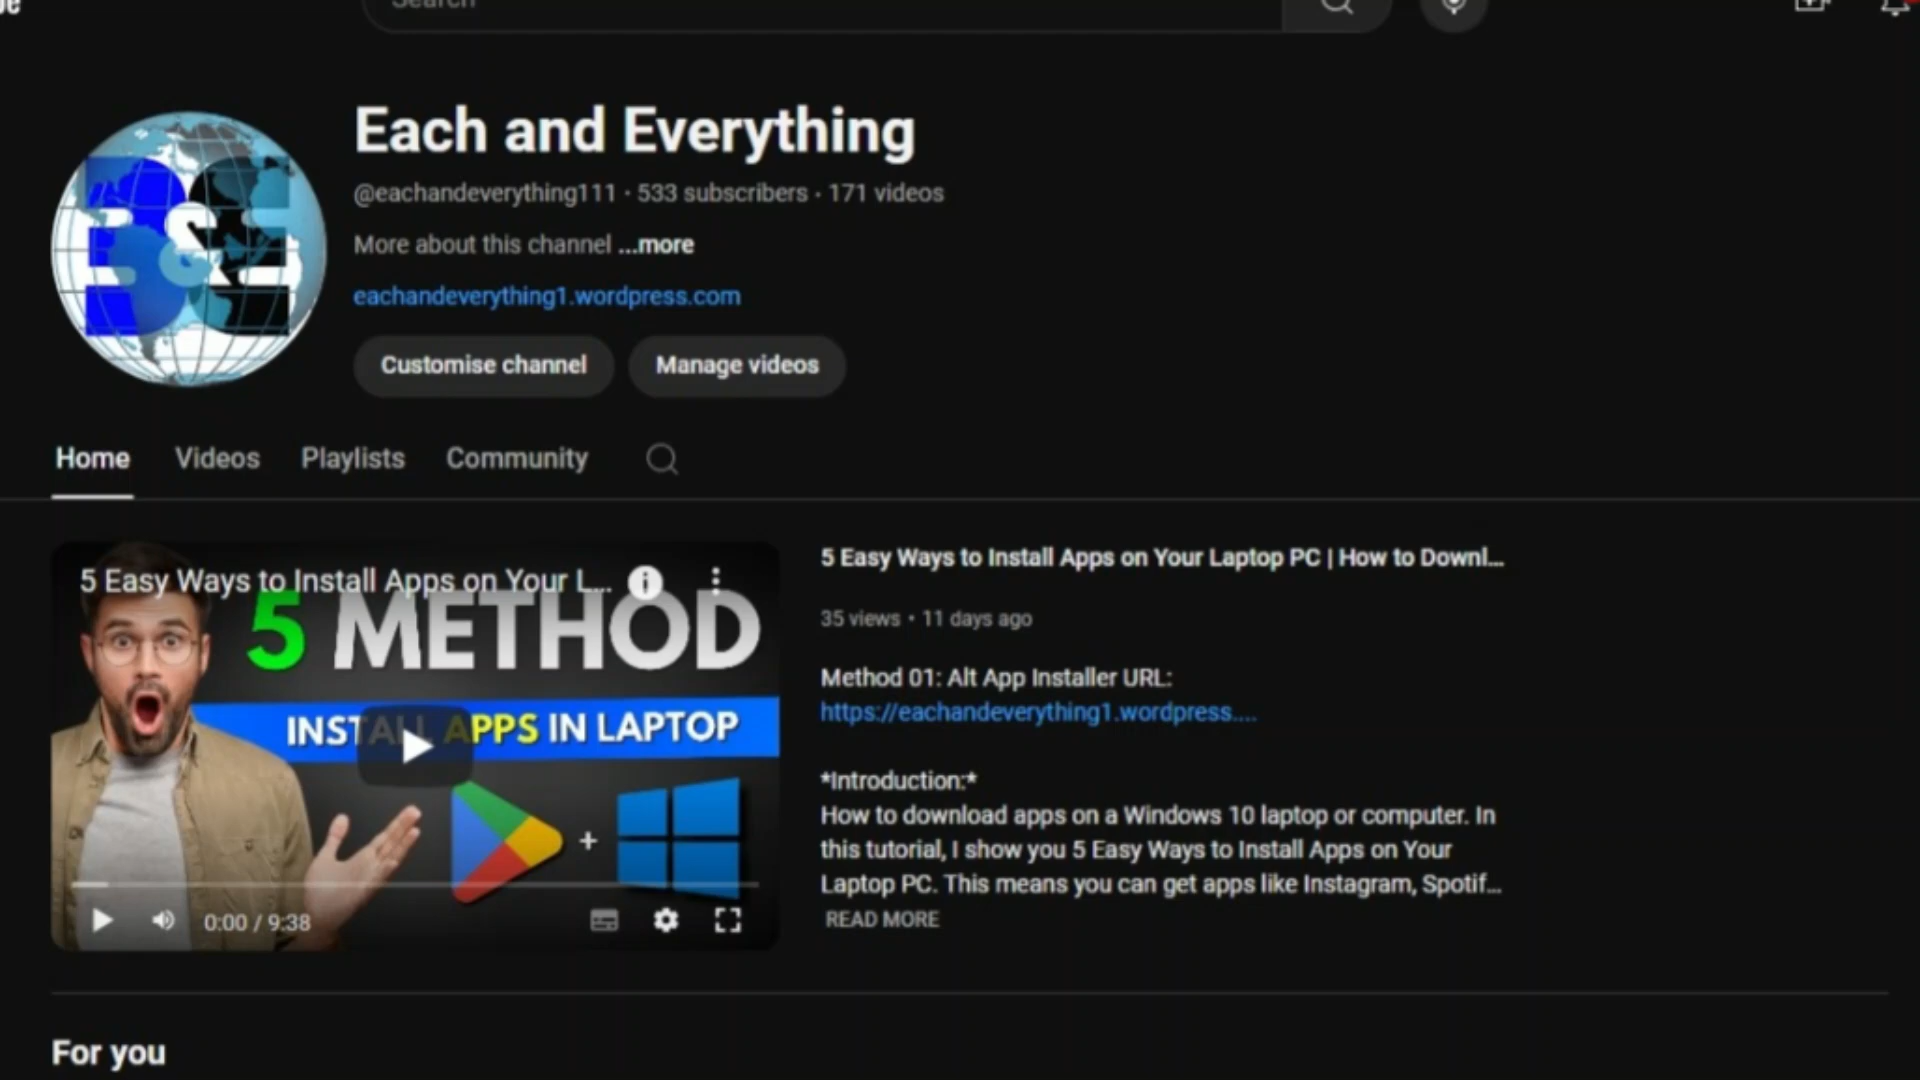 Search
Each and Everything
@eachandeverything111 · 533 subscribers · 171 videos
More about this channel ...more
eachandeverything1.wordpress.com
Customise channel
Manage videos
Home
Videos
Playlists
Community
5 Easy Ways to Install Apps on Your L...
5 METHOD
INSTALL APPS IN LAPTOP
+
0:00 / 9:38
5 Easy Ways to Install Apps on Your Laptop PC | How to Downl...
35 views • 11 days ago
Method 01: Alt App Installer URL:
https://eachandeverything1.wordpress....
*Introduction:*
How to download apps on a Windows 10 laptop or computer. In
this tutorial, I show you 5 Easy Ways to Install Apps on Your
Laptop PC. This means you can get apps like Instagram, Spotif...
READ MORE
For you